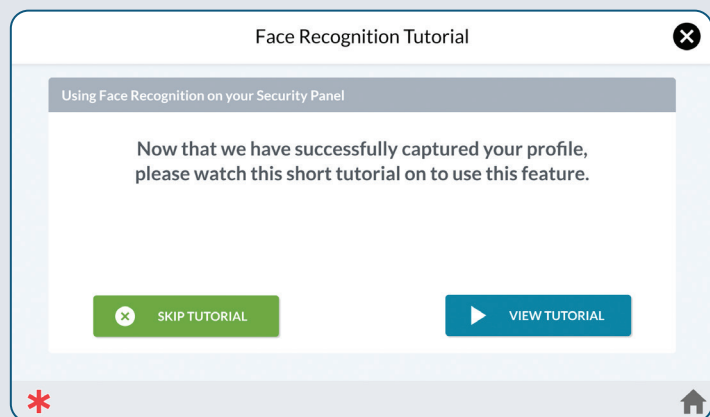 Face Recognition Tutorial
Using Face Recognition on your Security Panel
Now that we have successfully captured your profile,
please watch this short tutorial on to use this feature.
SKIP TUTORIAL
VIEW TUTORIAL